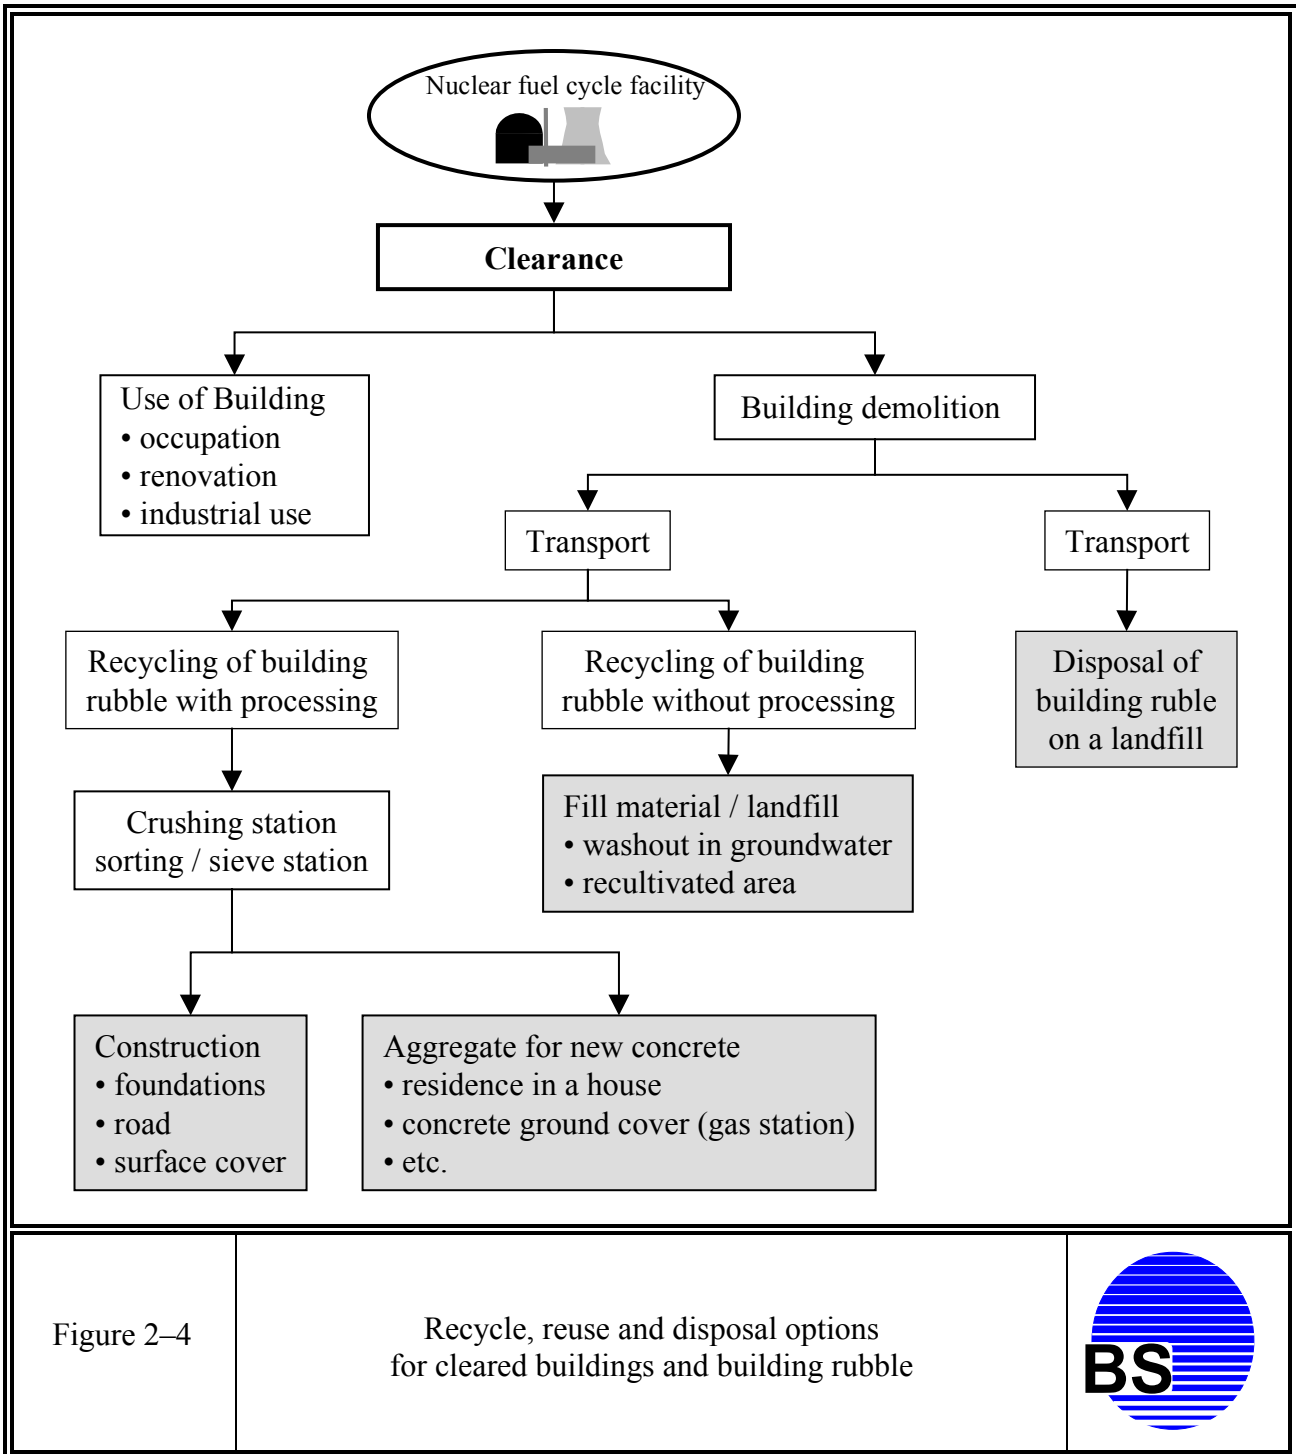 Nuclear fuel cycle facility
Clearance
Use of Building
• occupation
• renovation
• industrial use
Building demolition
Transport
Transport
Recycling of building
rubble with processing
Recycling of building
rubble without processing
Disposal of
building ruble
on a landfill
Crushing station
sorting / sieve station
Fill material / landfill
• washout in groundwater
• recultivated area
Construction
• foundations
• road
• surface cover
Aggregate for new concrete
• residence in a house
• concrete ground cover (gas station)
• etc.
Figure 2–4
Recycle, reuse and disposal options
for cleared buildings and building rubble
BS